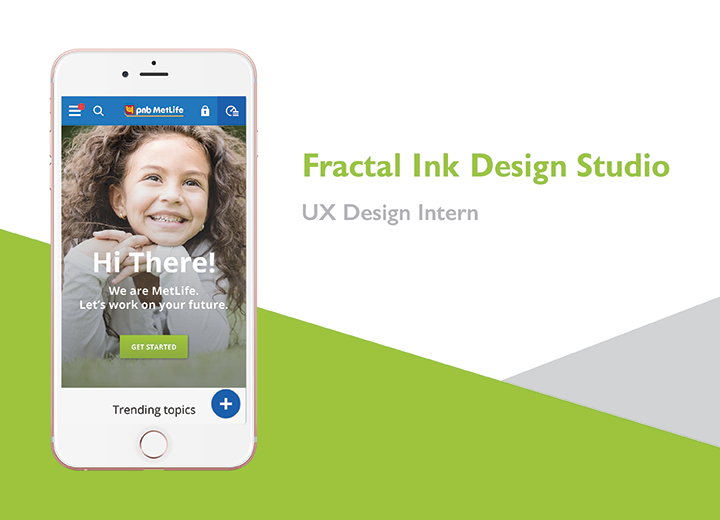 pnb MetLife
Hi There!
We are MetLife.
Let's work on your future.
GET STARTED
Trending topics
Fractal Ink Design Studio
UX Design Intern